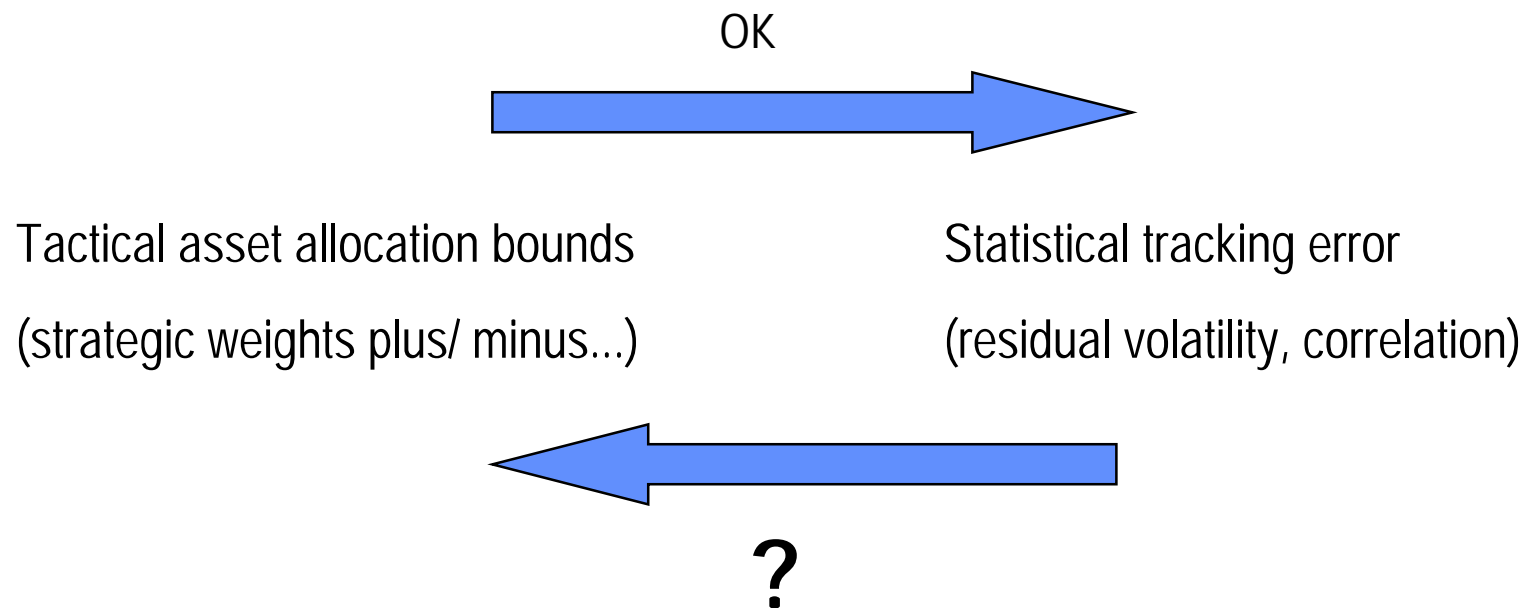 OK
Tactical asset allocation bounds
(strategic weights plus/ minus...)
Statistical tracking error
(residual volatility, correlation)
?